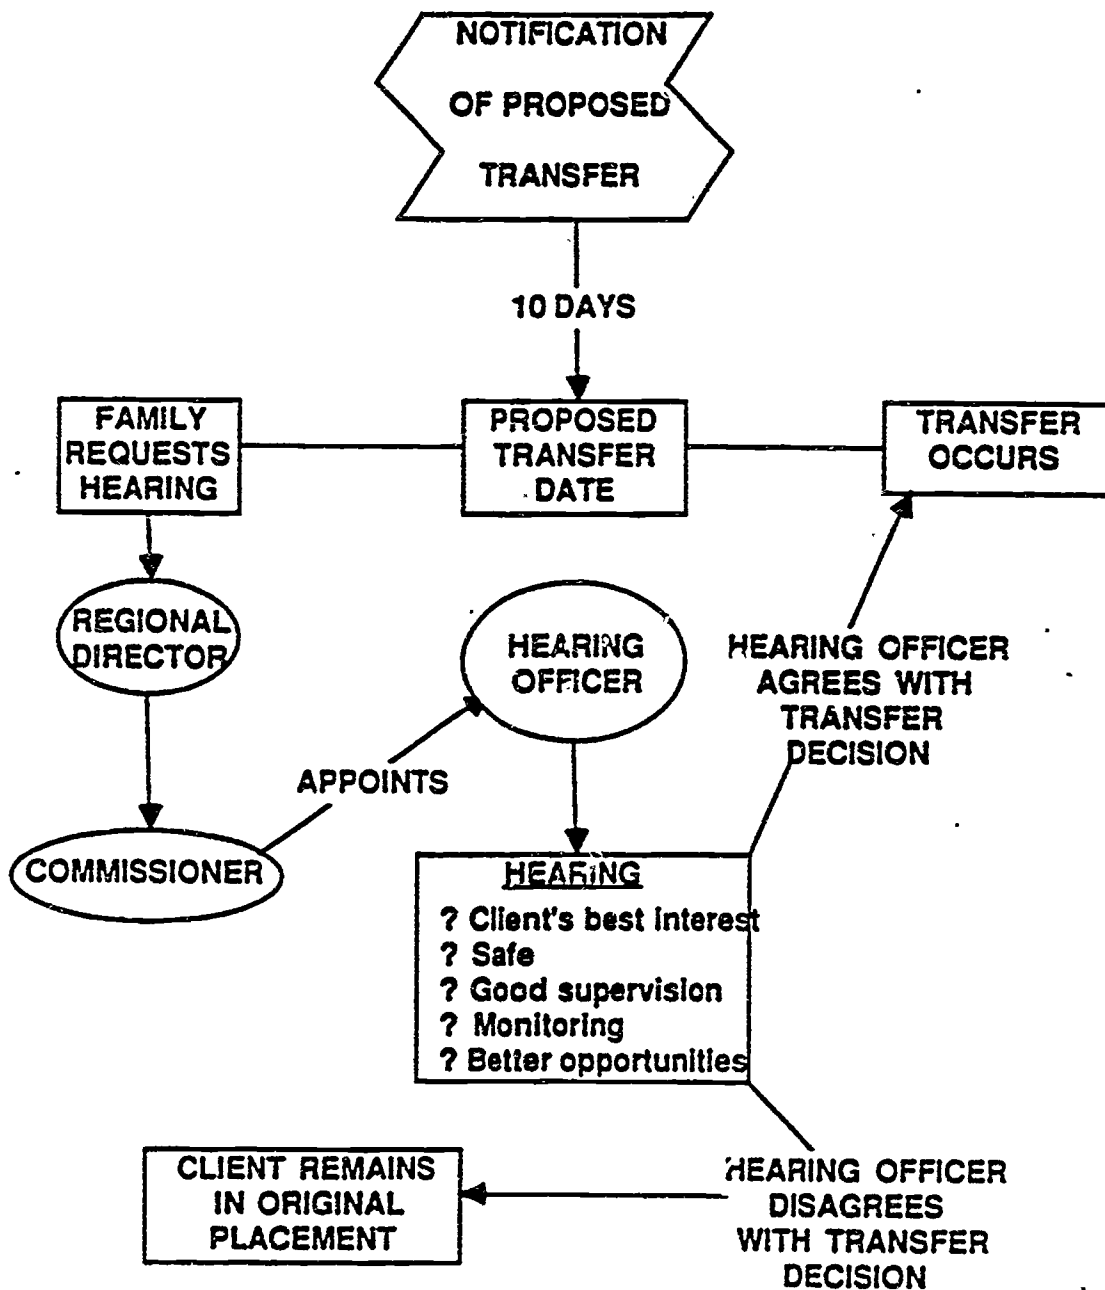 NOTIFICATION
OF PROPOSED
TRANSFER
10 DAYS
FAMILY
REQUESTS
HEARING
PROPOSED
TRANSFER
DATE
TRANSFER
OCCURS
REGIONAL
DIRECTOR
HEARING
OFFICER
HEARING OFFICER
AGREES WITH
TRANSFER
DECISION
APPOINTS
COMMISSIONER
HEARING
? Client's best interest
? Safe
? Good supervision
? Monitoring
? Better opportunities
CLIENT REMAINS
IN ORIGINAL
PLACEMENT
HEARING OFFICER
DISAGREES
WITH TRANSFER
DECISION